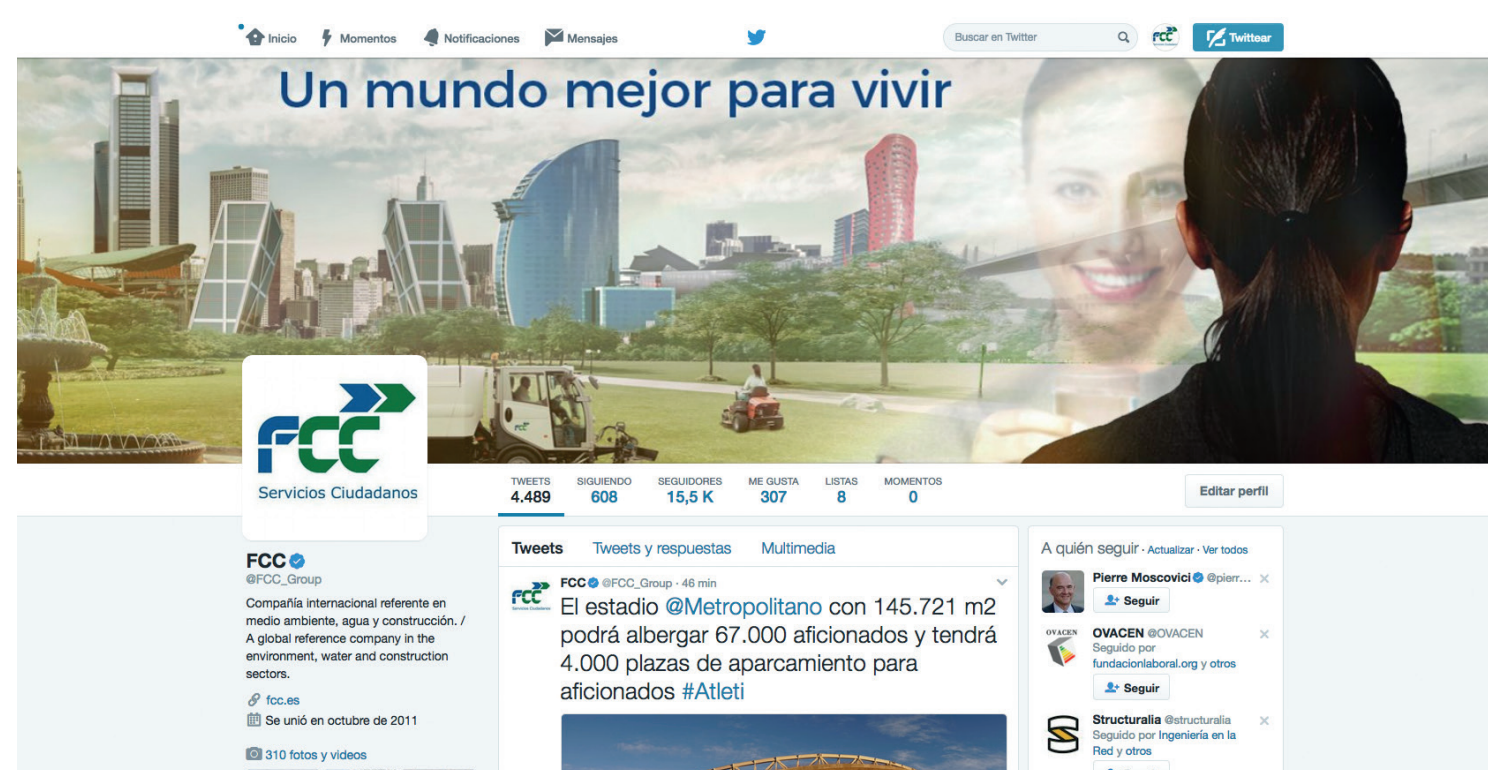 Inicio
Momentos
Notificaciones
Mensajes
Buscar en Twitter
FCC
Twittear
Un mundo mejor para vivir
fcc
FCC
Servicios Ciudadanos
TWEETS
4.489
SIGUIENDO
608
SEGUIDORES
15,5 K
ME GUSTA
307
LISTAS
8
MOMENTOS
0
Editar perfil
FCC
@FCC_Group
Compañía internacional referente en
medio ambiente, agua y construcción. /
A global reference company in the
environment, water and construction
sectors.
fcc.es
Se unió en octubre de 2011
310 fotos y videos
Tweets Tweets y respuestas Multimedia
FCC
Servicios Ciudadanos
FCC @FCC_Group · 46 min
El estadio @Metropolitano con 145.721 m2
podrá albergar 67.000 aficionados y tendrá
4.000 plazas de aparcamiento para
aficionados #Atleti
A quién seguir · Actualizar · Ver todos
Pierre Moscovici @pierr...
Seguir
OVACEN
OVACEN @OVACEN
Seguido por
fundacionlaboral.org y otros
Seguir
Structuralia @structuralia
Seguido por Ingeniería en la
Red y otros